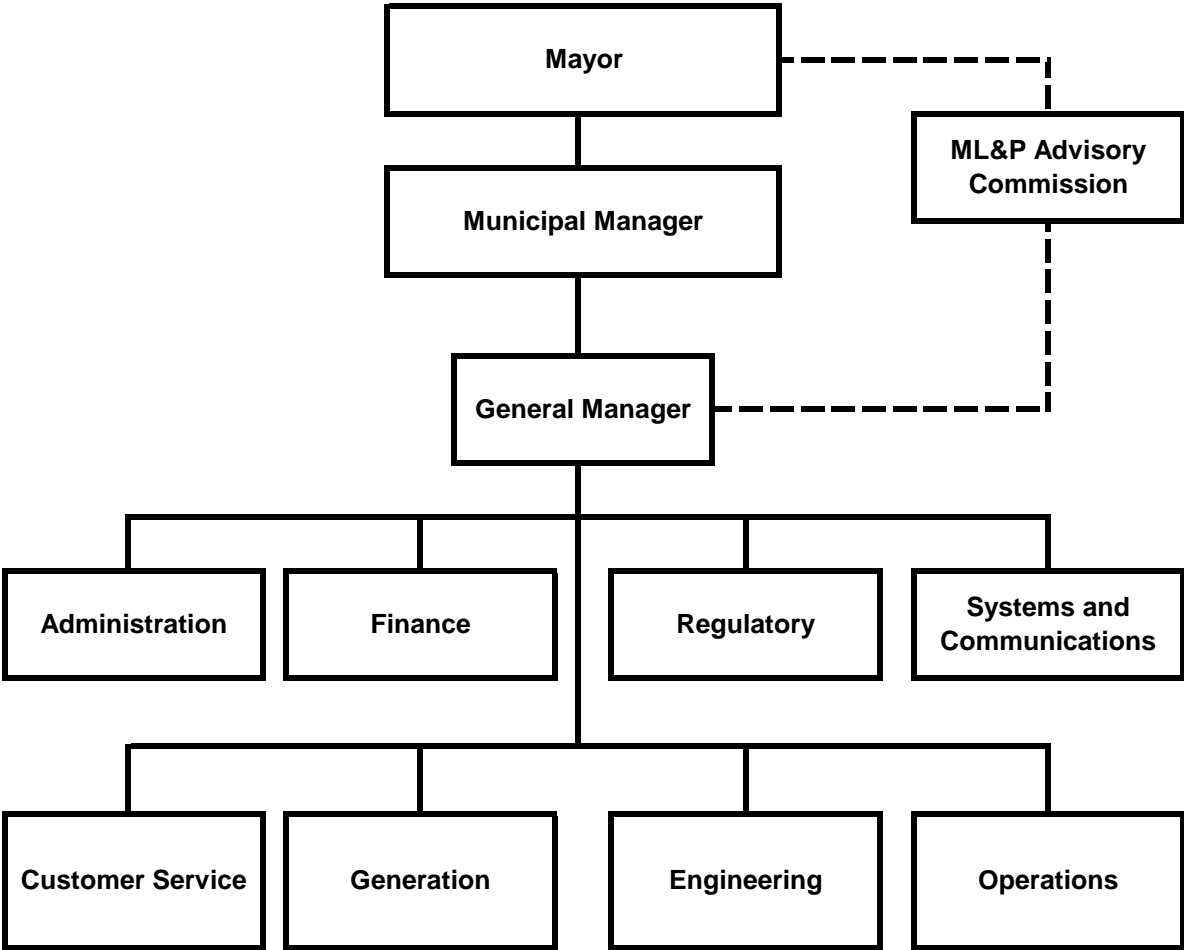 Mayor
ML&P Advisory
Commission
Municipal Manager
General Manager
Administration
Finance
Regulatory
Systems and
Communications
Customer Service
Generation
Engineering
Operations